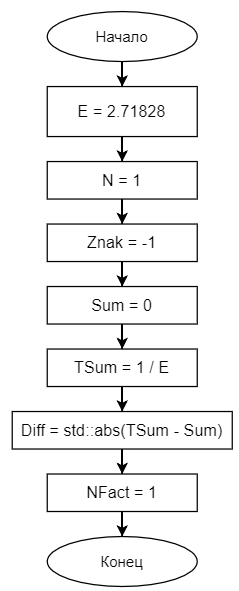 Начало
E = 2.71828
N = 1
Znak = -1
Sum = 0
TSum = 1 / E
Diff = std::abs(TSum - Sum)
NFact = 1
Конец